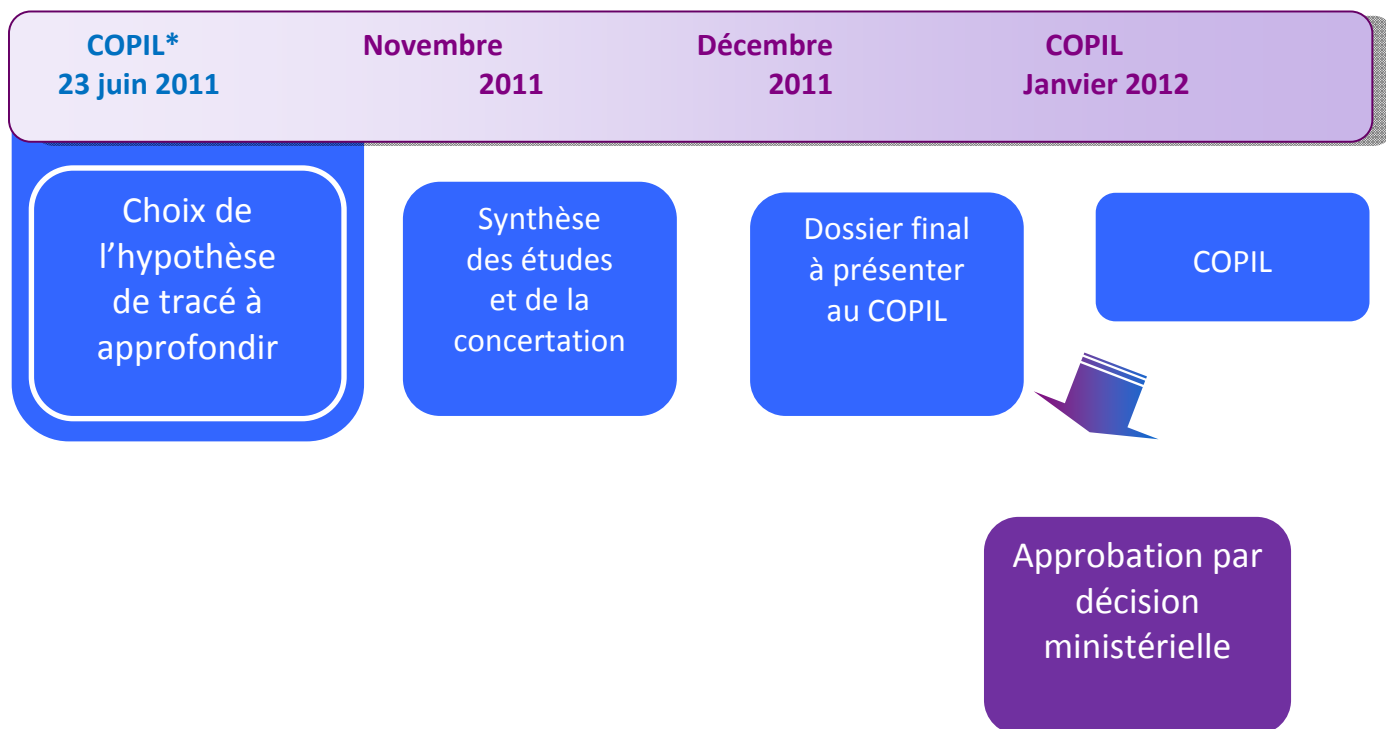 COPIL* Novembre Décembre COPIL
23 juin 2011 2011 2011 Janvier 2012
Choix de
l’hypothèse
de tracé à
approfondir
Synthèse
des études
et de la
concertation
Dossier final
à présenter
au COPIL
COPIL
Approbation par
décision
ministérielle